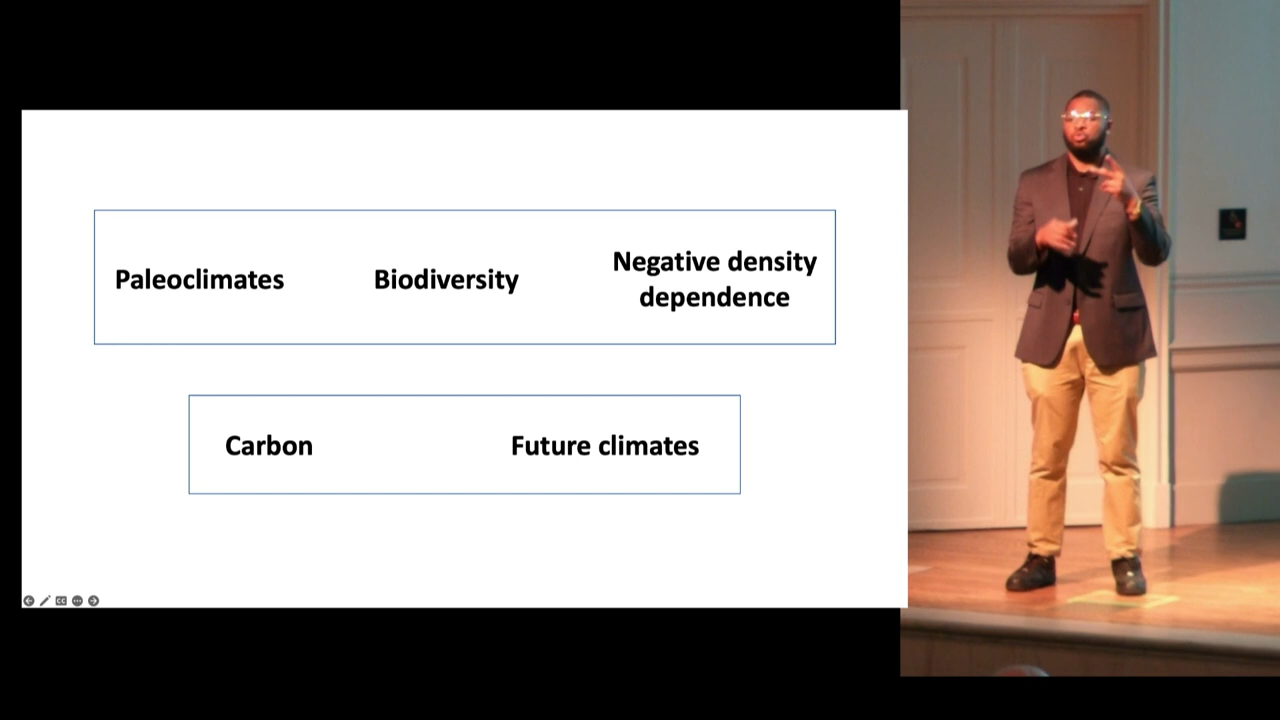 Paleoclimates
Biodiversity
Negative density
dependence
Carbon
Future climates